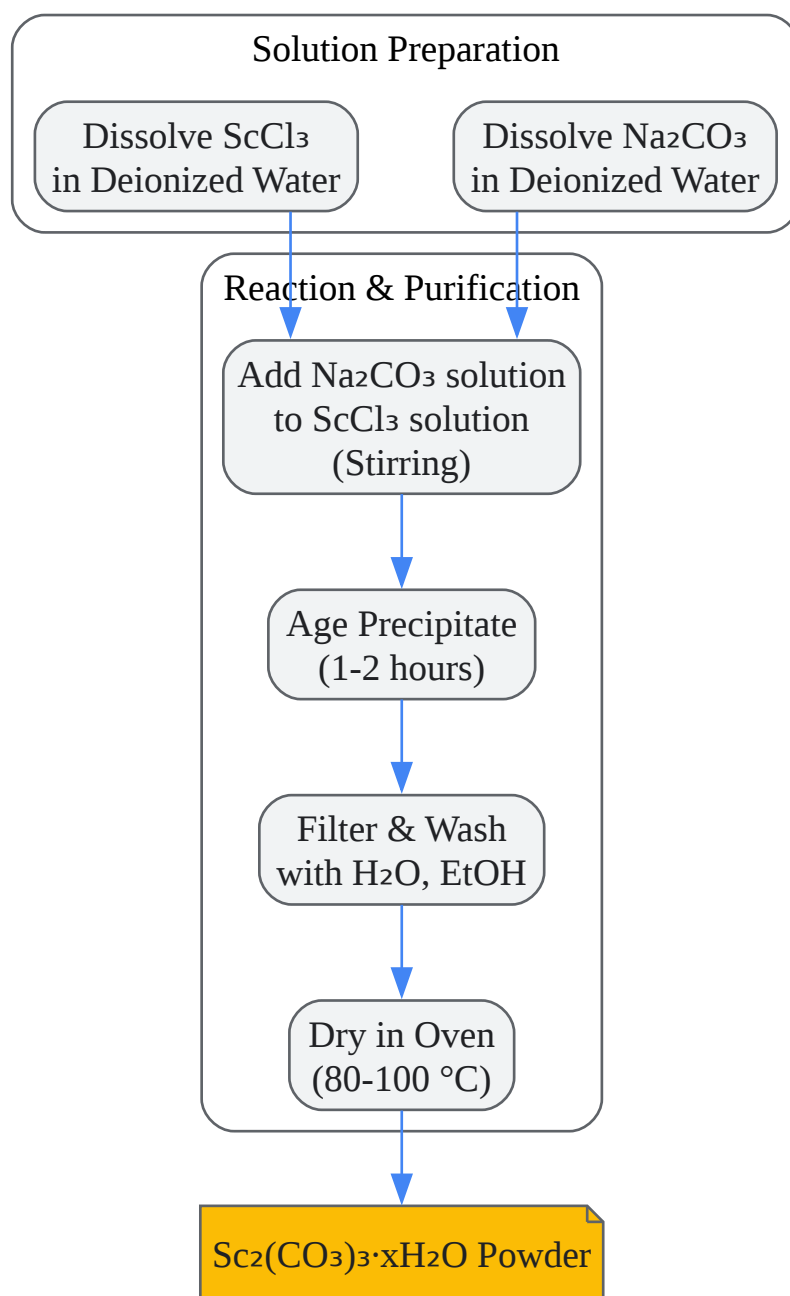 Solution Preparation
Dissolve ScCl₃
in Deionized Water
Dissolve Na₂CO₃
in Deionized Water
Reaction & Purification
Add Na₂CO₃ solution
to ScCl₃ solution
(Stirring)
Age Precipitate
(1-2 hours)
Filter & Wash
with H₂O, EtOH
Dry in Oven
(80-100 °C)
Sc₂(CO₃)₃·xH₂O Powder